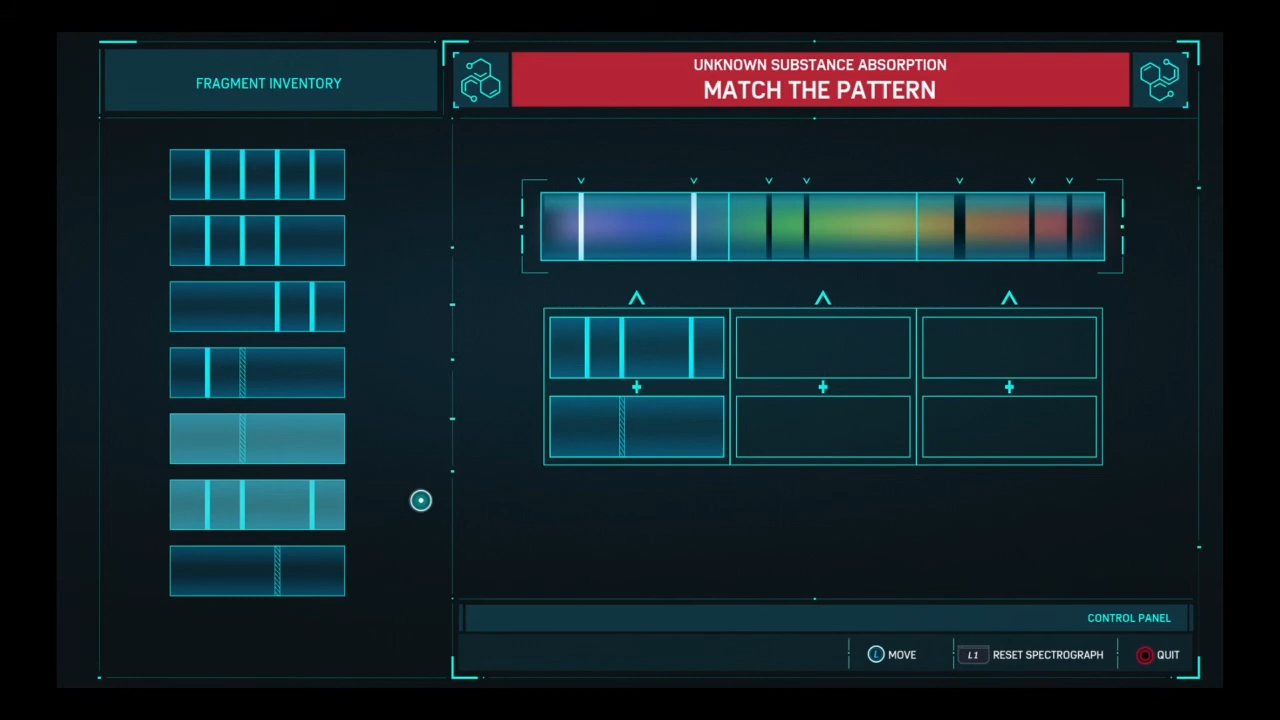 FRAGMENT INVENTORY
UNKNOWN SUBSTANCE ABSORPTION
MATCH THE PATTERN
CONTROL PANEL
L MOVE
L1 RESET SPECTROGRAPH
QUIT